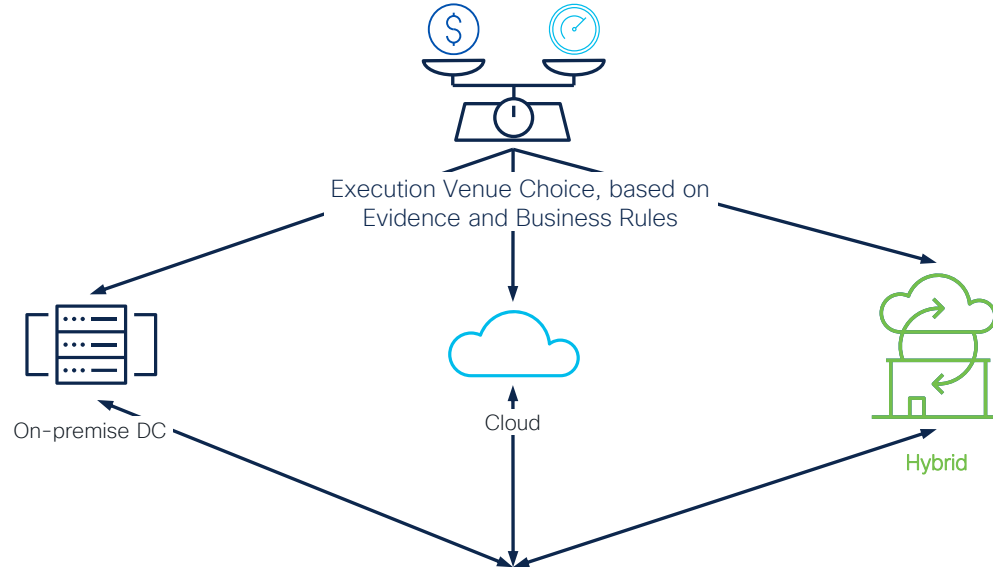 $
Execution Venue Choice, based on
Evidence and Business Rules
On-premise DC
Cloud
Hybrid